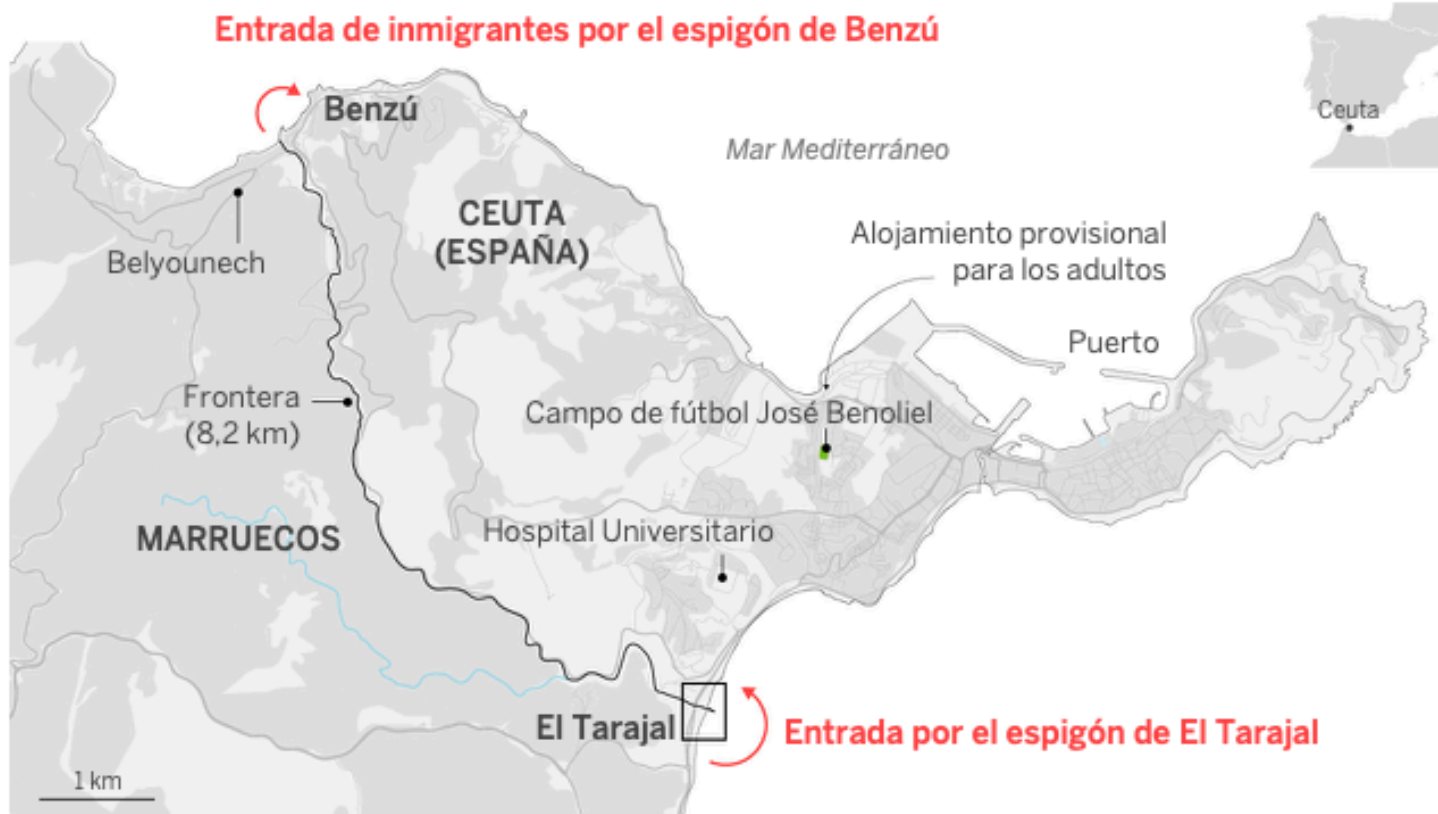 Entrada de inmigrantes por el espigón de Benzú
Benzú
Ceuta
Mar Mediterráneo
CEUTA
(ESPAÑA)
Belyounech
Alojamiento provisional
para los adultos
Puerto
Frontera
(8,2 km)
Campo de fútbol José Benoliel
MARRUECOS
Hospital Universitario
El Tarajal
Entrada por el espigón de El Tarajal
1 km